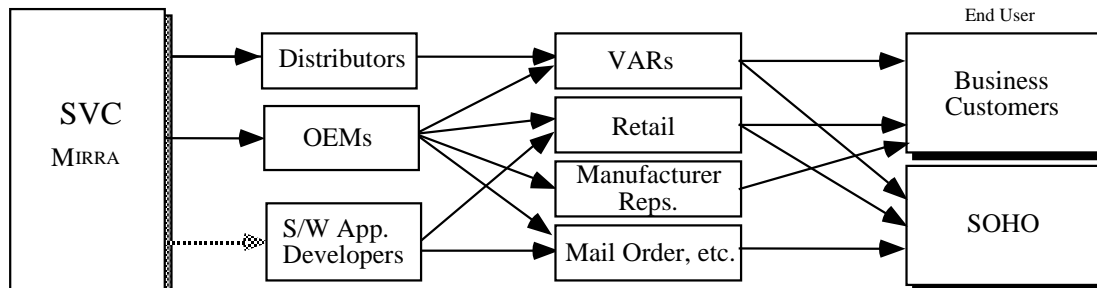 End User
SVC
MIRRA
Distributors
OEMs
S/W App.
Developers
VARs
Retail
Manufacturer
Reps.
Mail Order, etc.
Business
Customers
SOHO